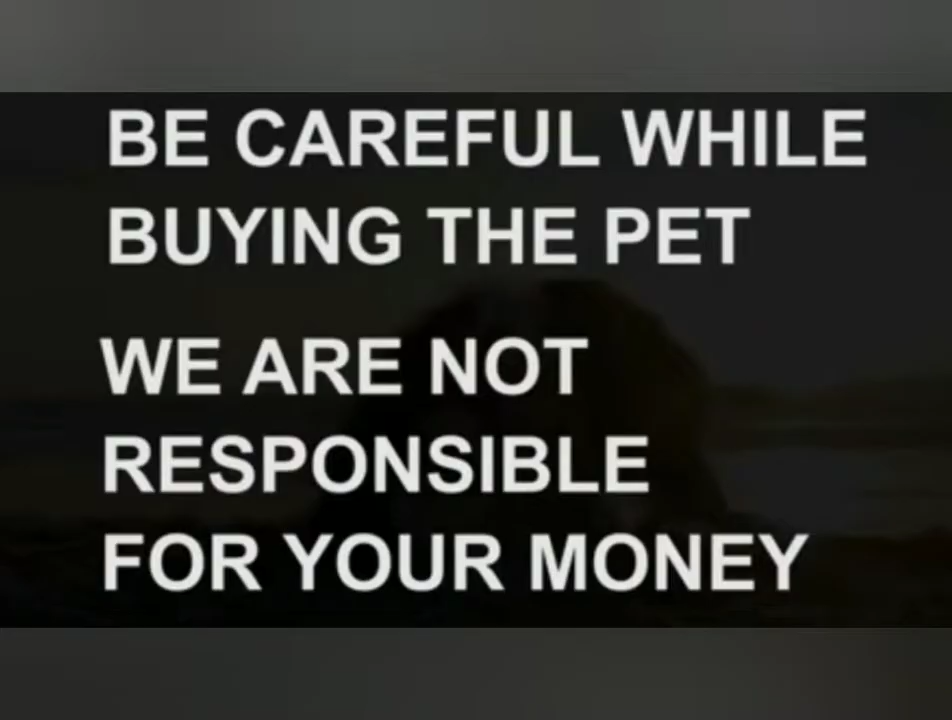 BE CAREFUL WHILE
BUYING THE PET
WE ARE NOT
RESPONSIBLE
FOR YOUR MONEY